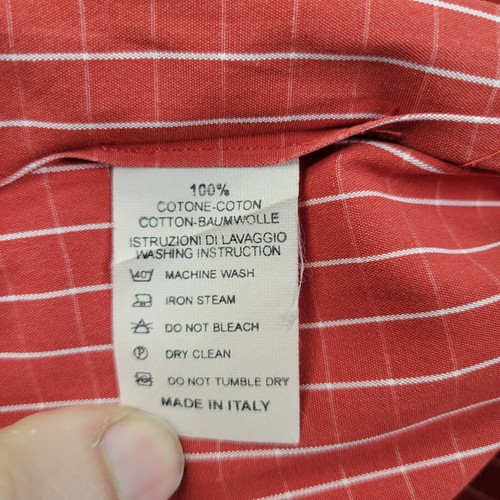 100%
COTONE-COTON
COTTON-BAUMWOLLE
ISTRUZIONI DI LAVAGGIO
WASHING INSTRUCTION
40° MACHINE WASH
IRON STEAM
DO NOT BLEACH
P DRY CLEAN
DO NOT TUMBLE DRY
MADE IN ITALY